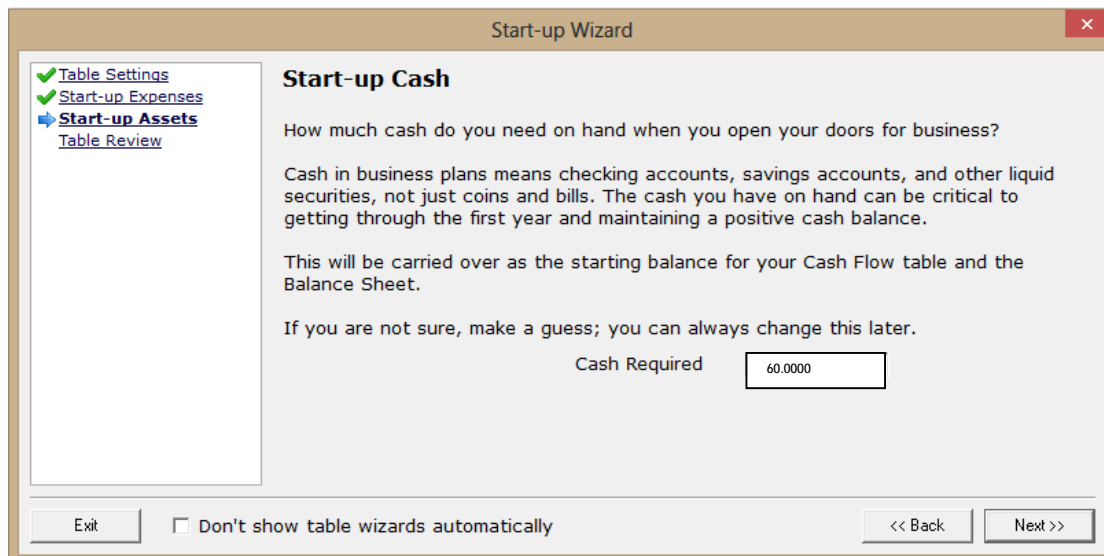 Start-up Wizard
Table Settings
Start-up Expenses
Start-up Assets
Table Review
Start-up Cash
How much cash do you need on hand when you open your doors for business?
Cash in business plans means checking accounts, savings accounts, and other liquid
securities, not just coins and bills. The cash you have on hand can be critical to
getting through the first year and maintaining a positive cash balance.
This will be carried over as the starting balance for your Cash Flow table and the
Balance Sheet.
If you are not sure, make a guess; you can always change this later.
Cash Required 60.0000
Exit Don't show table wizards automatically << Back Next >>